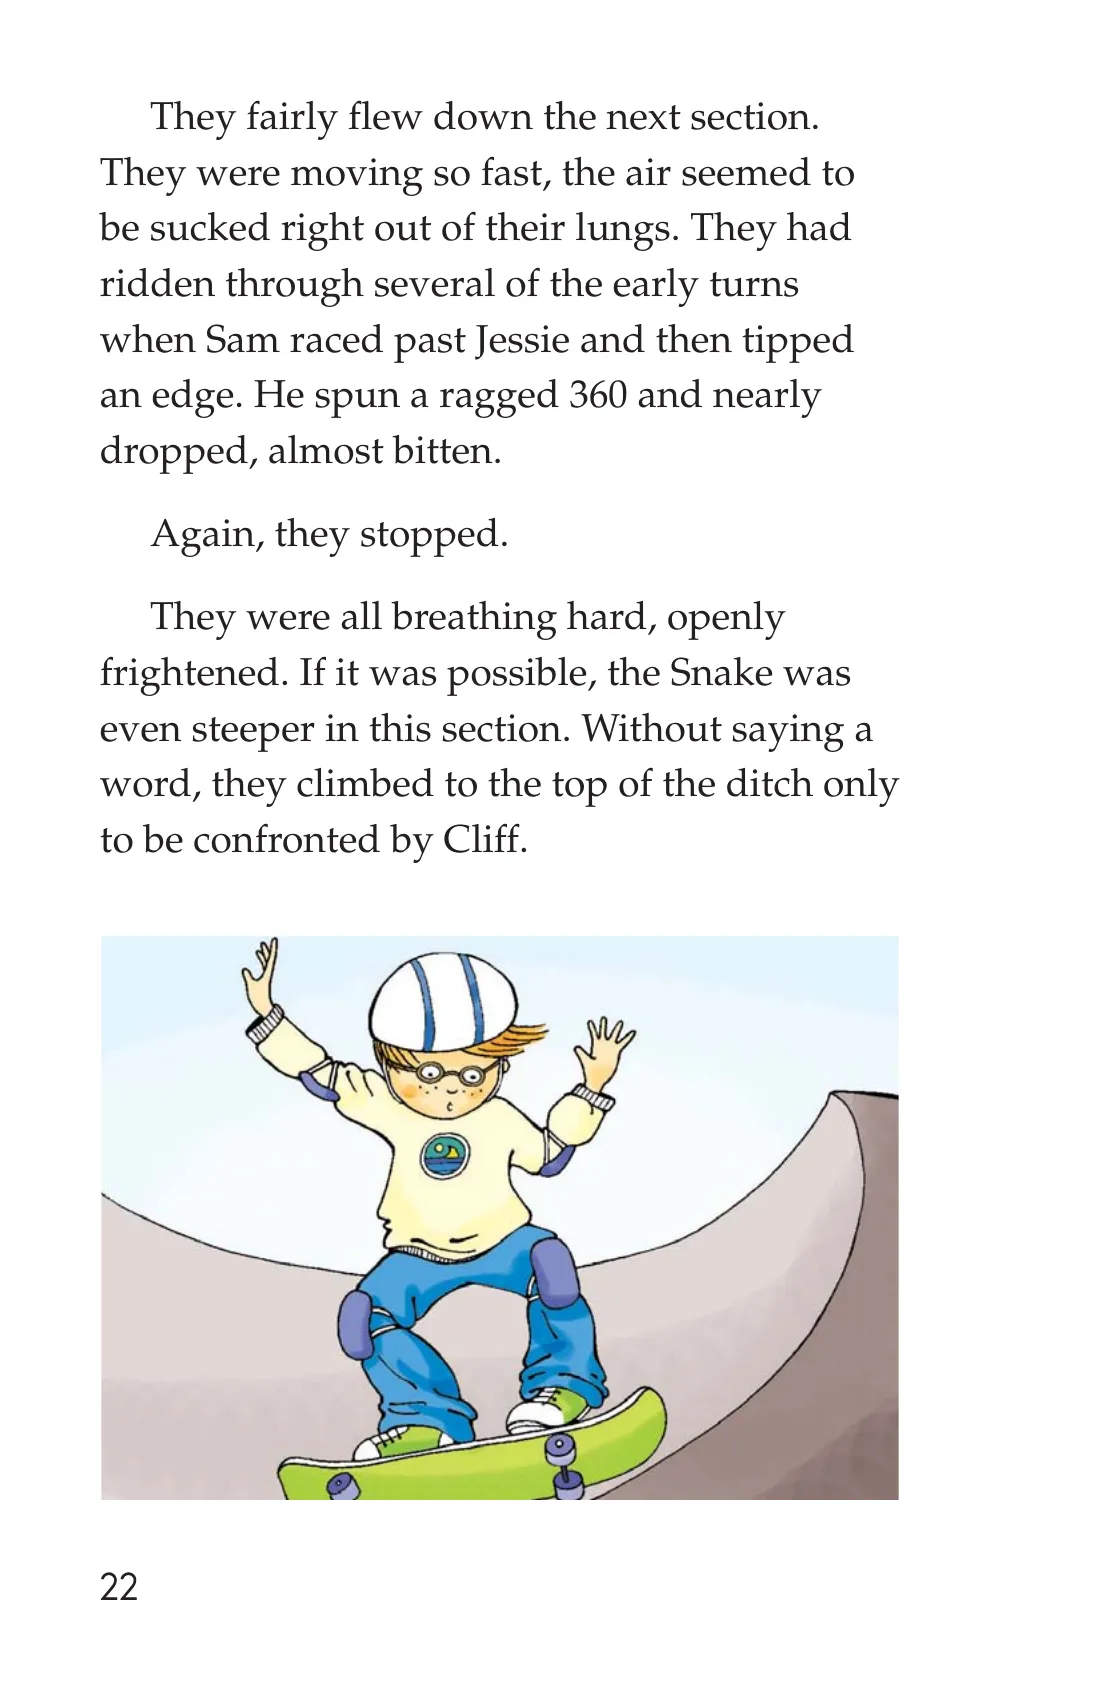 They fairly flew down the next section.
They were moving so fast, the air seemed to
be sucked right out of their lungs. They had
ridden through several of the early turns
when Sam raced past Jessie and then tipped
an edge. He spun a ragged 360 and nearly
dropped, almost bitten.
Again, they stopped.
They were all breathing hard, openly
frightened. If it was possible, the Snake was
even steeper in this section. Without saying a
word, they climbed to the top of the ditch only
to be confronted by Cliff.
22